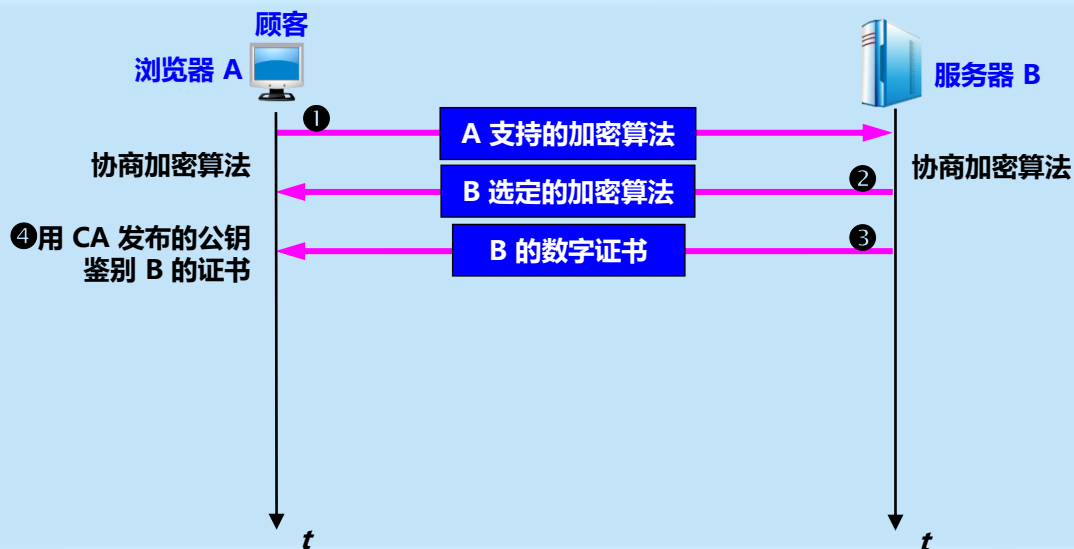 顾客
浏览器 A
服务器 B
❶
A 支持的加密算法
协商加密算法
协商加密算法
B 选定的加密算法
❷
❹用 CA 发布的公钥
鉴别 B 的证书
B 的数字证书
❸
t
t